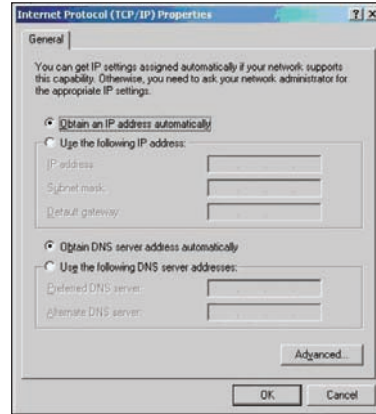 Internet Protocol (TCP/IP) Properties
General
You can get IP settings assigned automatically if your network supports
this capability. Otherwise, you need to ask your network administrator for
the appropriate IP settings.
Obtain an IP address automatically
Use the following IP address:
IP address:
Subnet mask:
Default gateway:
Obtain DNS server address automatically
Use the following DNS server addresses:
Preferred DNS server:
Alternate DNS server:
Advanced...
OK Cancel